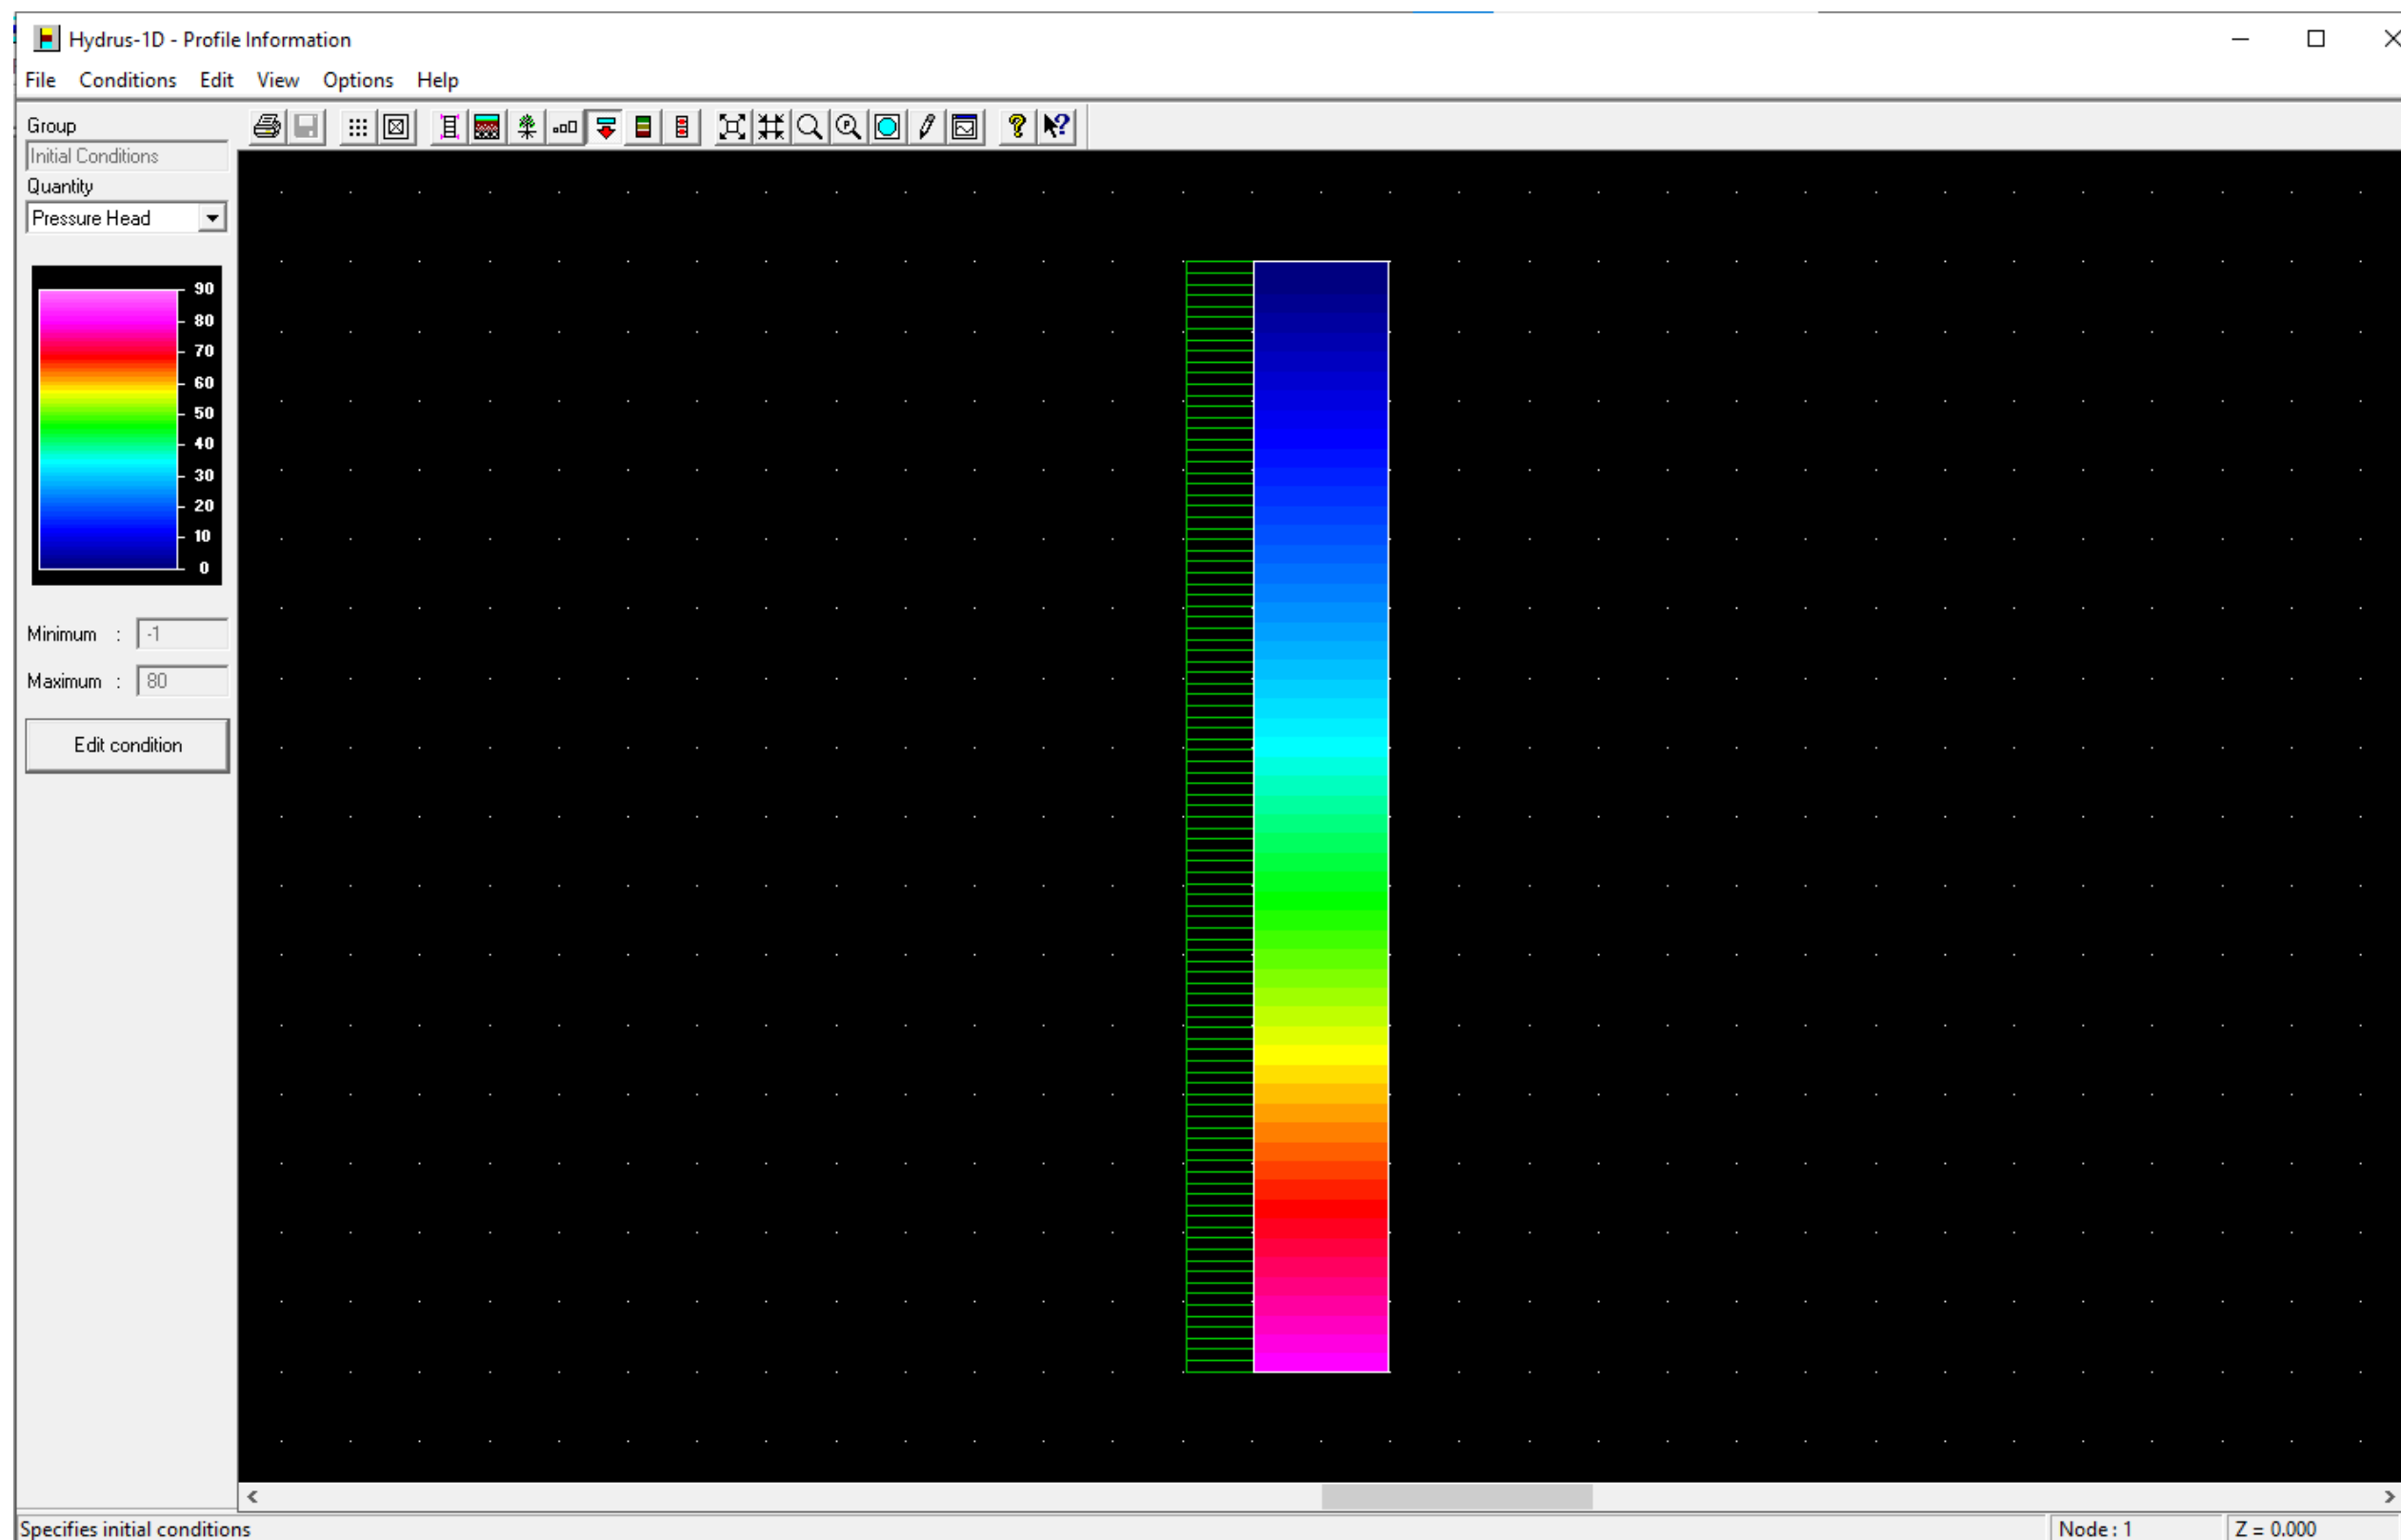 Hydrus-1D - Profile Information
File Conditions Edit View Options Help
Group
Initial Conditions
Quantity
Pressure Head
90
80
70
60
50
40
30
20
10
0
Minimum : -1
Maximum : 80
Edit condition
Specifies initial conditions
Node : 1
Z = 0.000